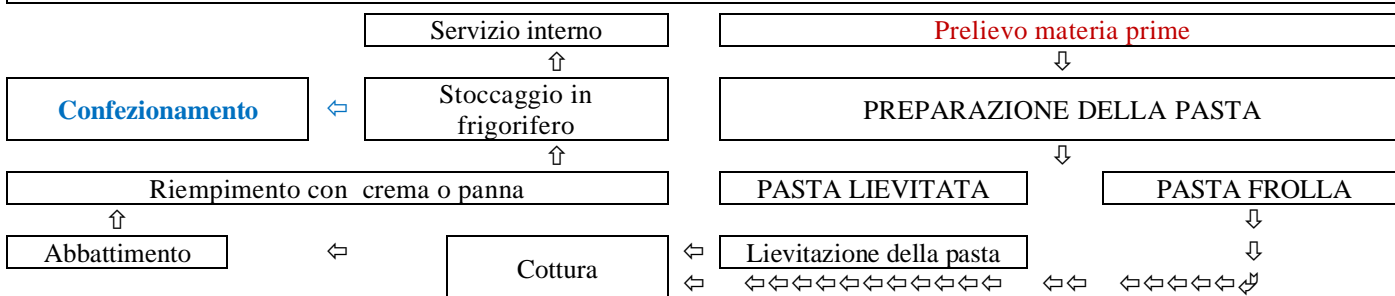 Servizio interno
Prelievo materia prime
⇧
⇩
Confezionamento
⇦
Stoccaggio in
frigorifero
PREPARAZIONE DELLA PASTA
⇧
⇩
Riempimento con crema o panna
PASTA LIEVITATA
PASTA FROLLA
⇧
⇩
Abbattimento
⇦
Cottura
⇦
Lievitazione della pasta
⇩
⇦
⇦⇦⇦⇦⇦⇦⇦⇦⇦⇦⇦
⇦⇦
⇦⇦⇦⇦⇦